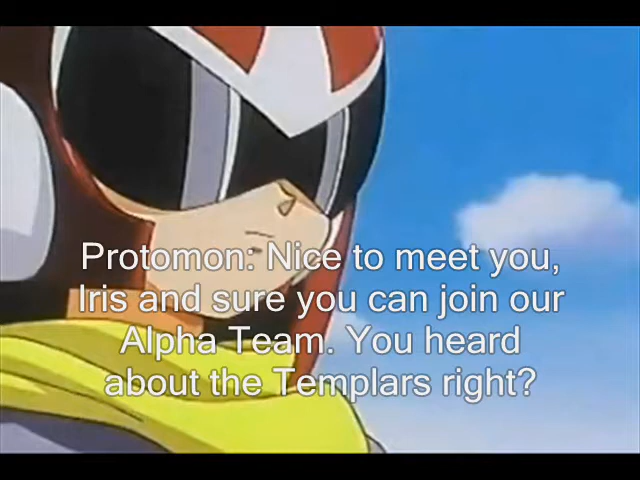 Protomon: Nice to meet you,
Iris and sure you can join our
Alpha Team. You heard
about the Templars right?